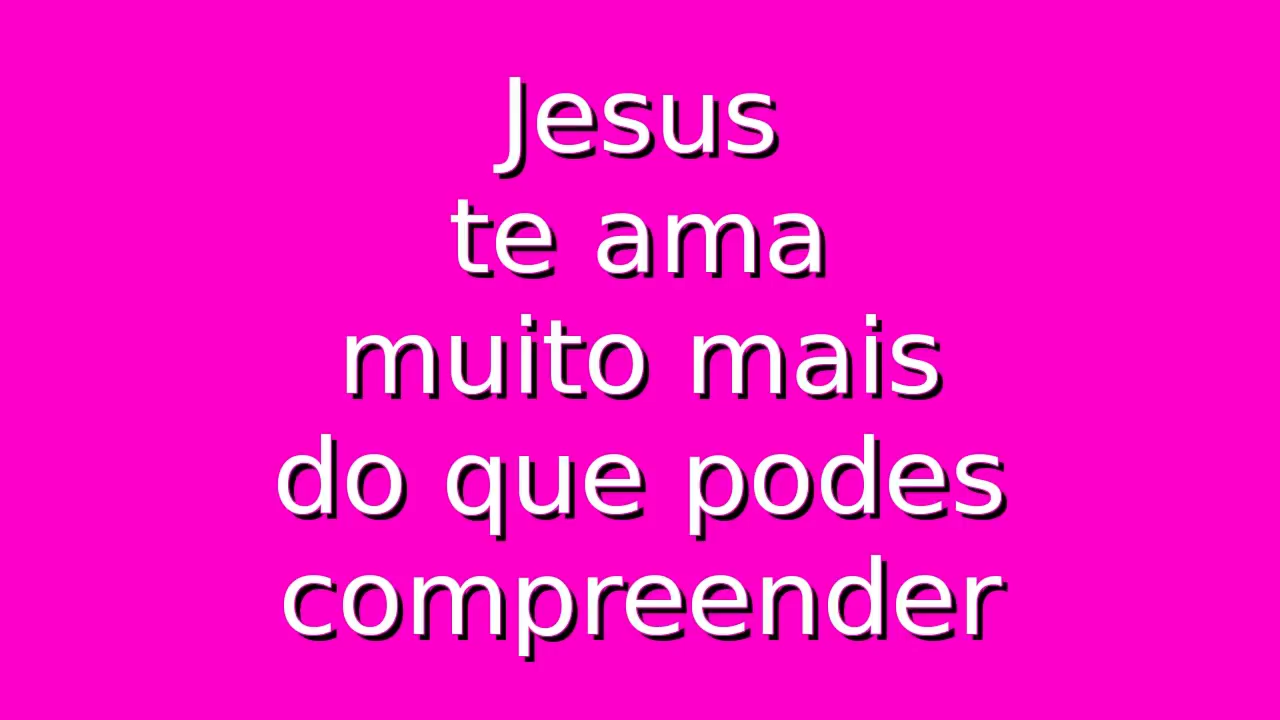 Jesus
te ama
muito mais
do que podes
compreender